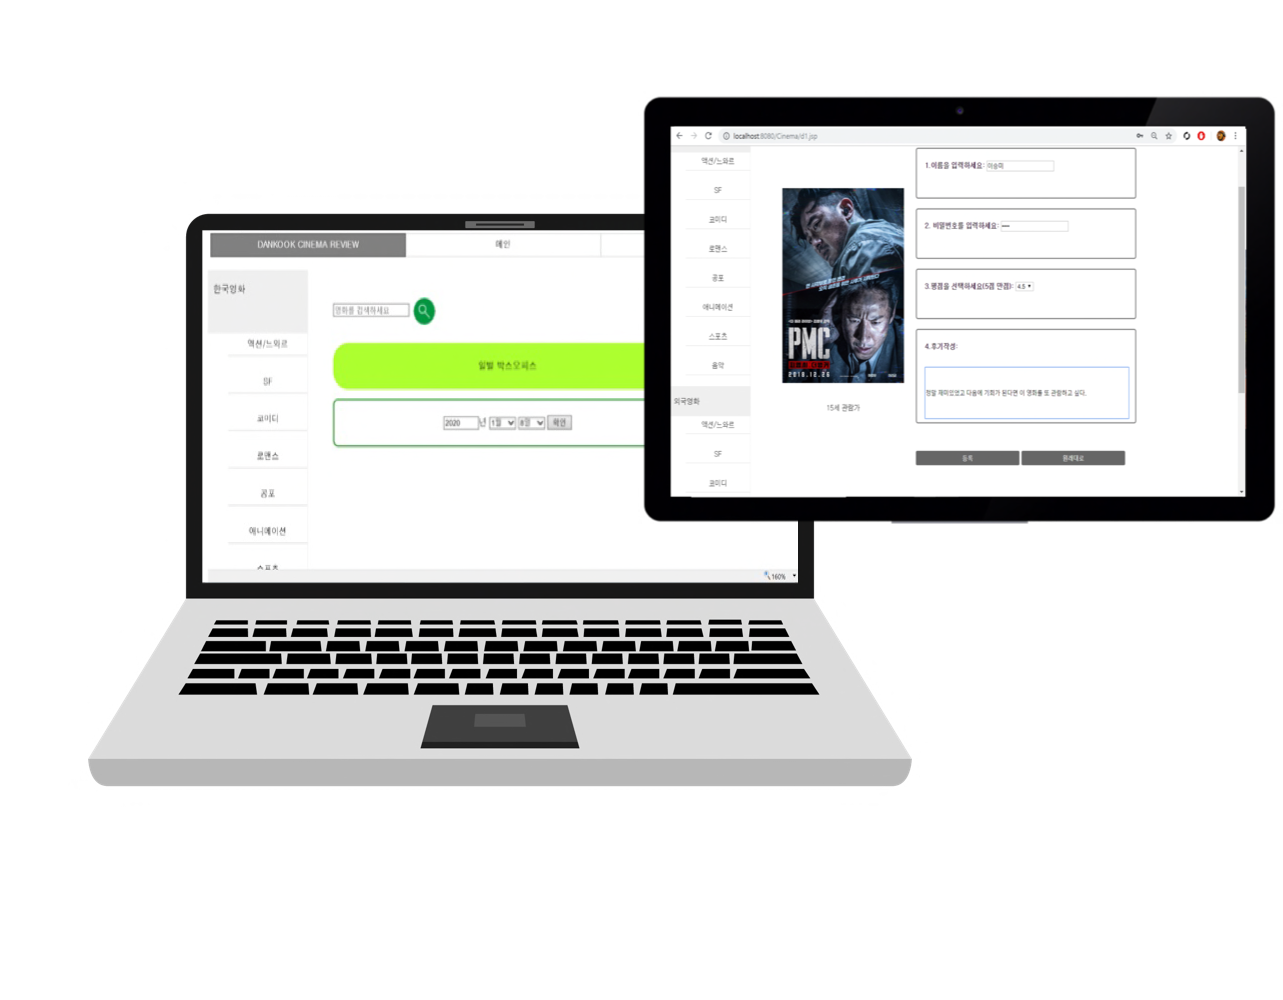 DANKOOK CINEMA REVIEW
메인
한국영화
영화를 검색하세요
액션/느와르
SF
코미디
로맨스
공포
애니메이션
스포츠
일별 박스오피스
2020 년 1월 8일 확인
160%
localhost:8080/Cinema/d1.jsp
액션/느와르
SF
코미디
로맨스
공포
애니메이션
스포츠
음악
외국영화
액션/느와르
SF
코미디
PMC
2018.12.26
15세 관람가
1.이름을 입력하세요: 이승미
2. 비밀번호를 입력하세요: ••••
3.평점을 선택하세요(5점 만점): 4.5
4.후기작성:
정말 재미있었고 다음에 기회가 된다면 이 영화를 또 관람하고 싶다.
등록
원래대로